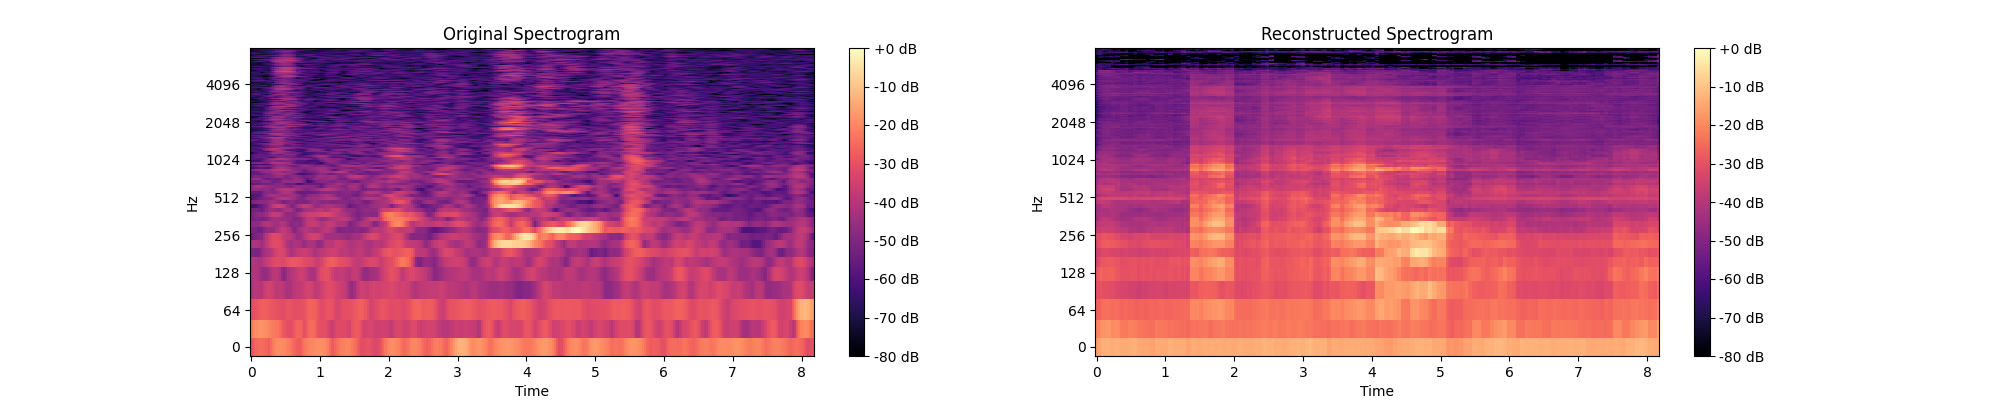 Original Spectrogram
Hz
4096
2048
1024
512
256
128
64
0
0 1 2 3 4 5 6 7 8
Time
+0 dB
-10 dB
-20 dB
-30 dB
-40 dB
-50 dB
-60 dB
-70 dB
-80 dB
Reconstructed Spectrogram
Hz
4096
2048
1024
512
256
128
64
0
0 1 2 3 4 5 6 7 8
Time
+0 dB
-10 dB
-20 dB
-30 dB
-40 dB
-50 dB
-60 dB
-70 dB
-80 dB